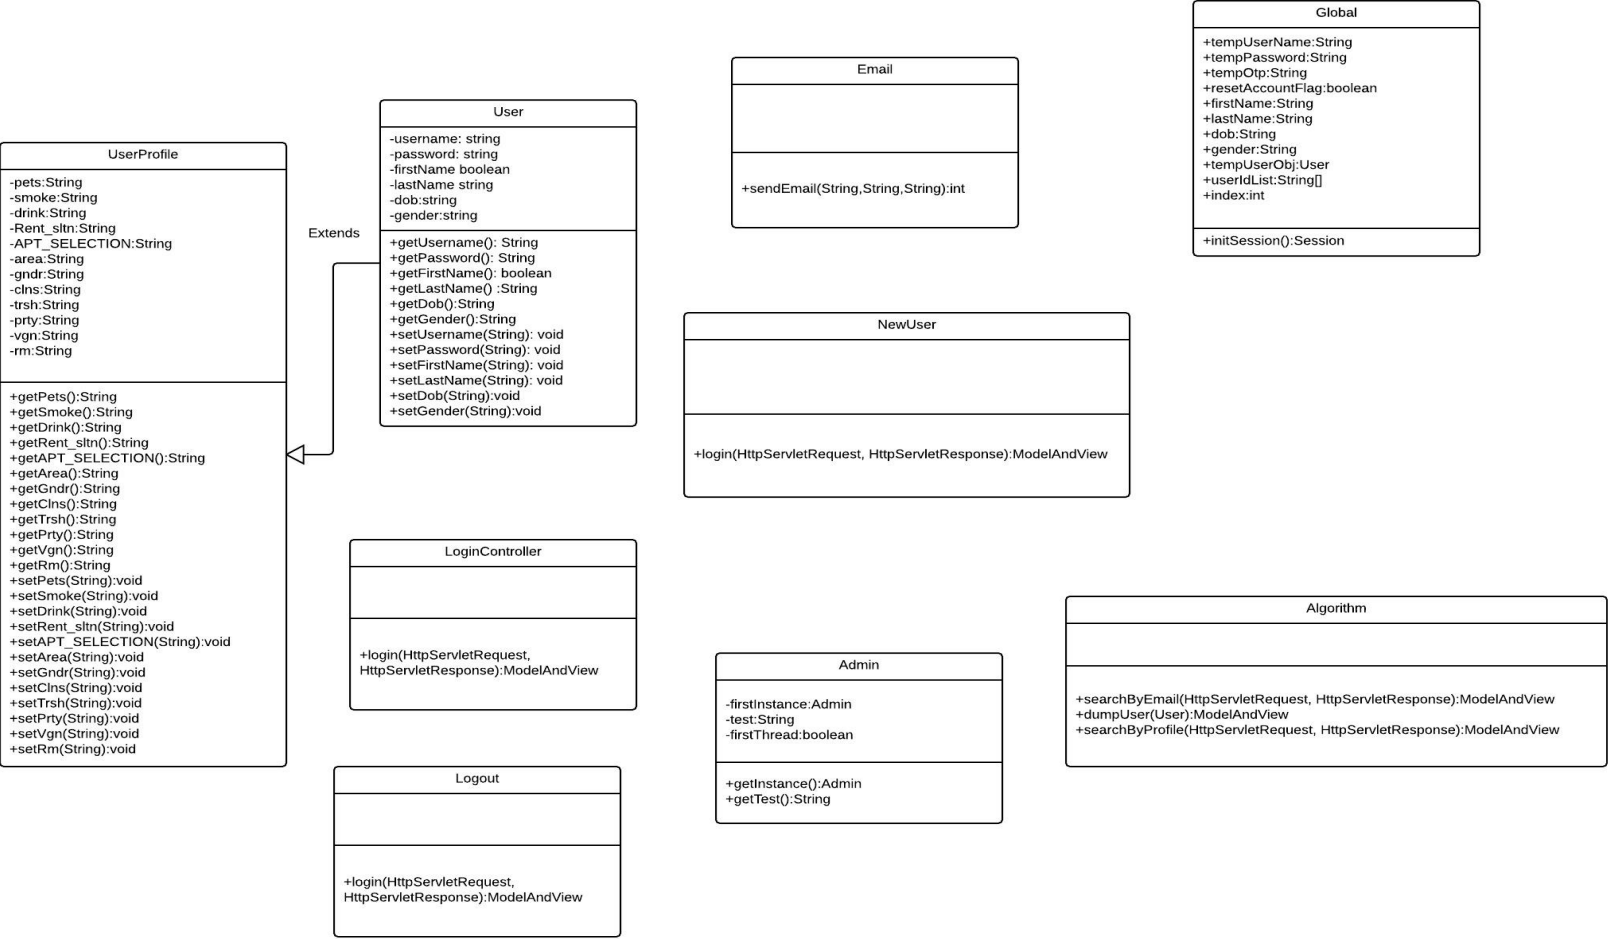 UserProfile
-pets:String
-smoke:String
-drink:String
-Rent_sltn:String
-APT_SELECTION:String
-area:String
-gndr:String
-clns:String
-trsh:String
-prty:String
-vgn:String
-rm:String
+getPets():String
+getSmoke():String
+getDrink():String
+getRent_sltn():String
+getAPT_SELECTION():String
+getArea():String
+getGndr():String
+getClns():String
+getTrsh():String
+getPrty():String
+getVgn():String
+getRm():String
+setPets(String):void
+setSmoke(String):void
+setDrink(String):void
+setRent_sltn(String):void
+setAPT_SELECTION(String):void
+setArea(String):void
+setGndr(String):void
+setClns(String):void
+setTrsh(String):void
+setPrty(String):void
+setVgn(String):void
+setRm(String):void
Extends
User
-username: string
-password: string
-firstName boolean
-lastName string
-dob:string
-gender:string
+getUsername(): String
+getPassword(): String
+getFirstName(): boolean
+getLastName() :String
+getDob():String
+getGender():String
+setUsername(String): void
+setPassword(String): void
+setFirstName(String): void
+setLastName(String): void
+setDob(String):void
+setGender(String):void
Email
+sendEmail(String,String,String):int
Global
+tempUserName:String
+tempPassword:String
+tempOtp:String
+resetAccountFlag:boolean
+firstName:String
+lastName:String
+dob:String
+gender:String
+tempUserObj:User
+userIdList:String[]
+index:int
+initSession():Session
NewUser
+login(HttpServletRequest, HttpServletResponse):ModelAndView
LoginController
+login(HttpServletRequest,
HttpServletResponse):ModelAndView
Logout
+login(HttpServletRequest,
HttpServletResponse):ModelAndView
Admin
-firstInstance:Admin
-test:String
-firstThread:boolean
+getInstance():Admin
+getTest():String
Algorithm
+searchByEmail(HttpServletRequest, HttpServletResponse):ModelAndView
+dumpUser(User):ModelAndView
+searchByProfile(HttpServletRequest, HttpServletResponse):ModelAndView